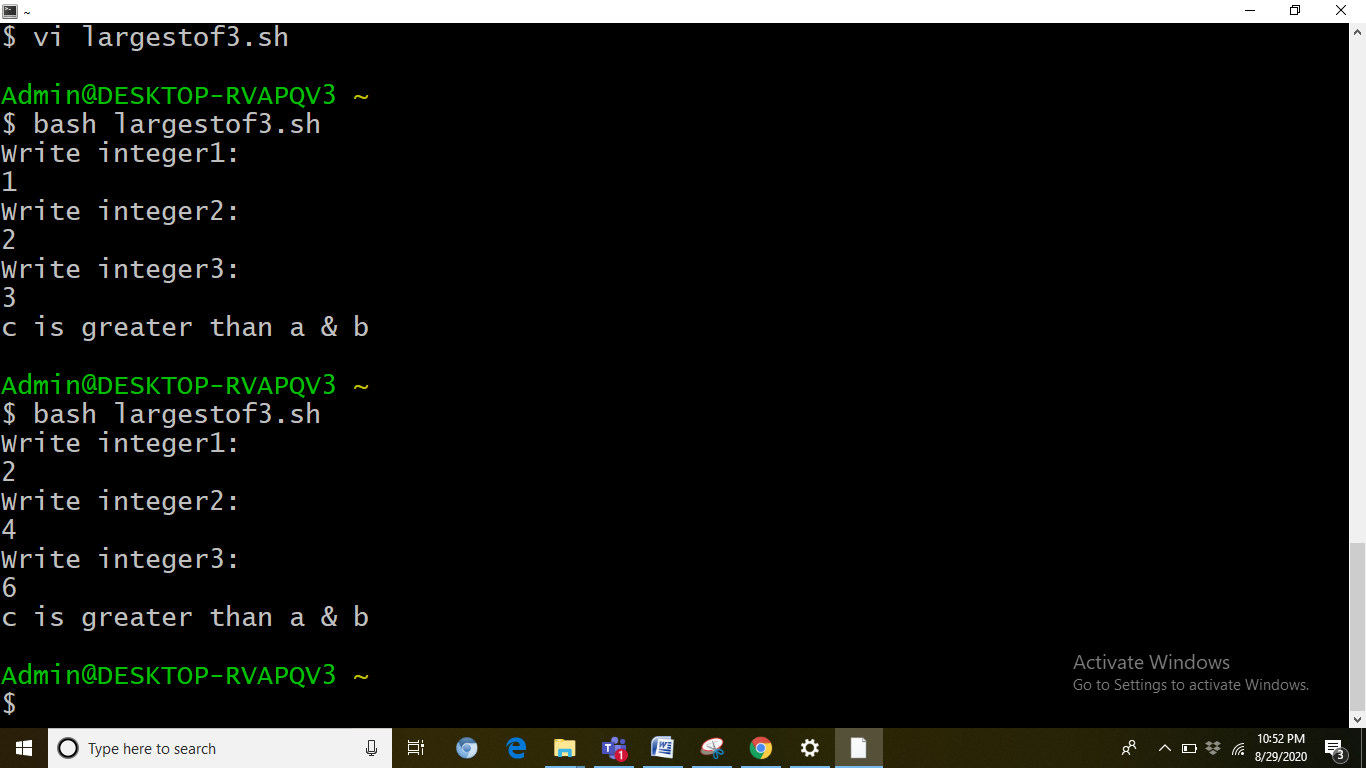 ~
$ vi largestof3.sh
Admin@DESKTOP-RVAPQV3 ~
$ bash largestof3.sh
Write integer1:
1
Write integer2:
2
Write integer3:
3
c is greater than a & b
Admin@DESKTOP-RVAPQV3 ~
$ bash largestof3.sh
Write integer1:
2
Write integer2:
4
Write integer3:
6
c is greater than a & b
Admin@DESKTOP-RVAPQV3 ~
$
Activate Windows
Go to Settings to activate Windows.
Type here to search
1
W
10:52 PM
8/29/2020
3